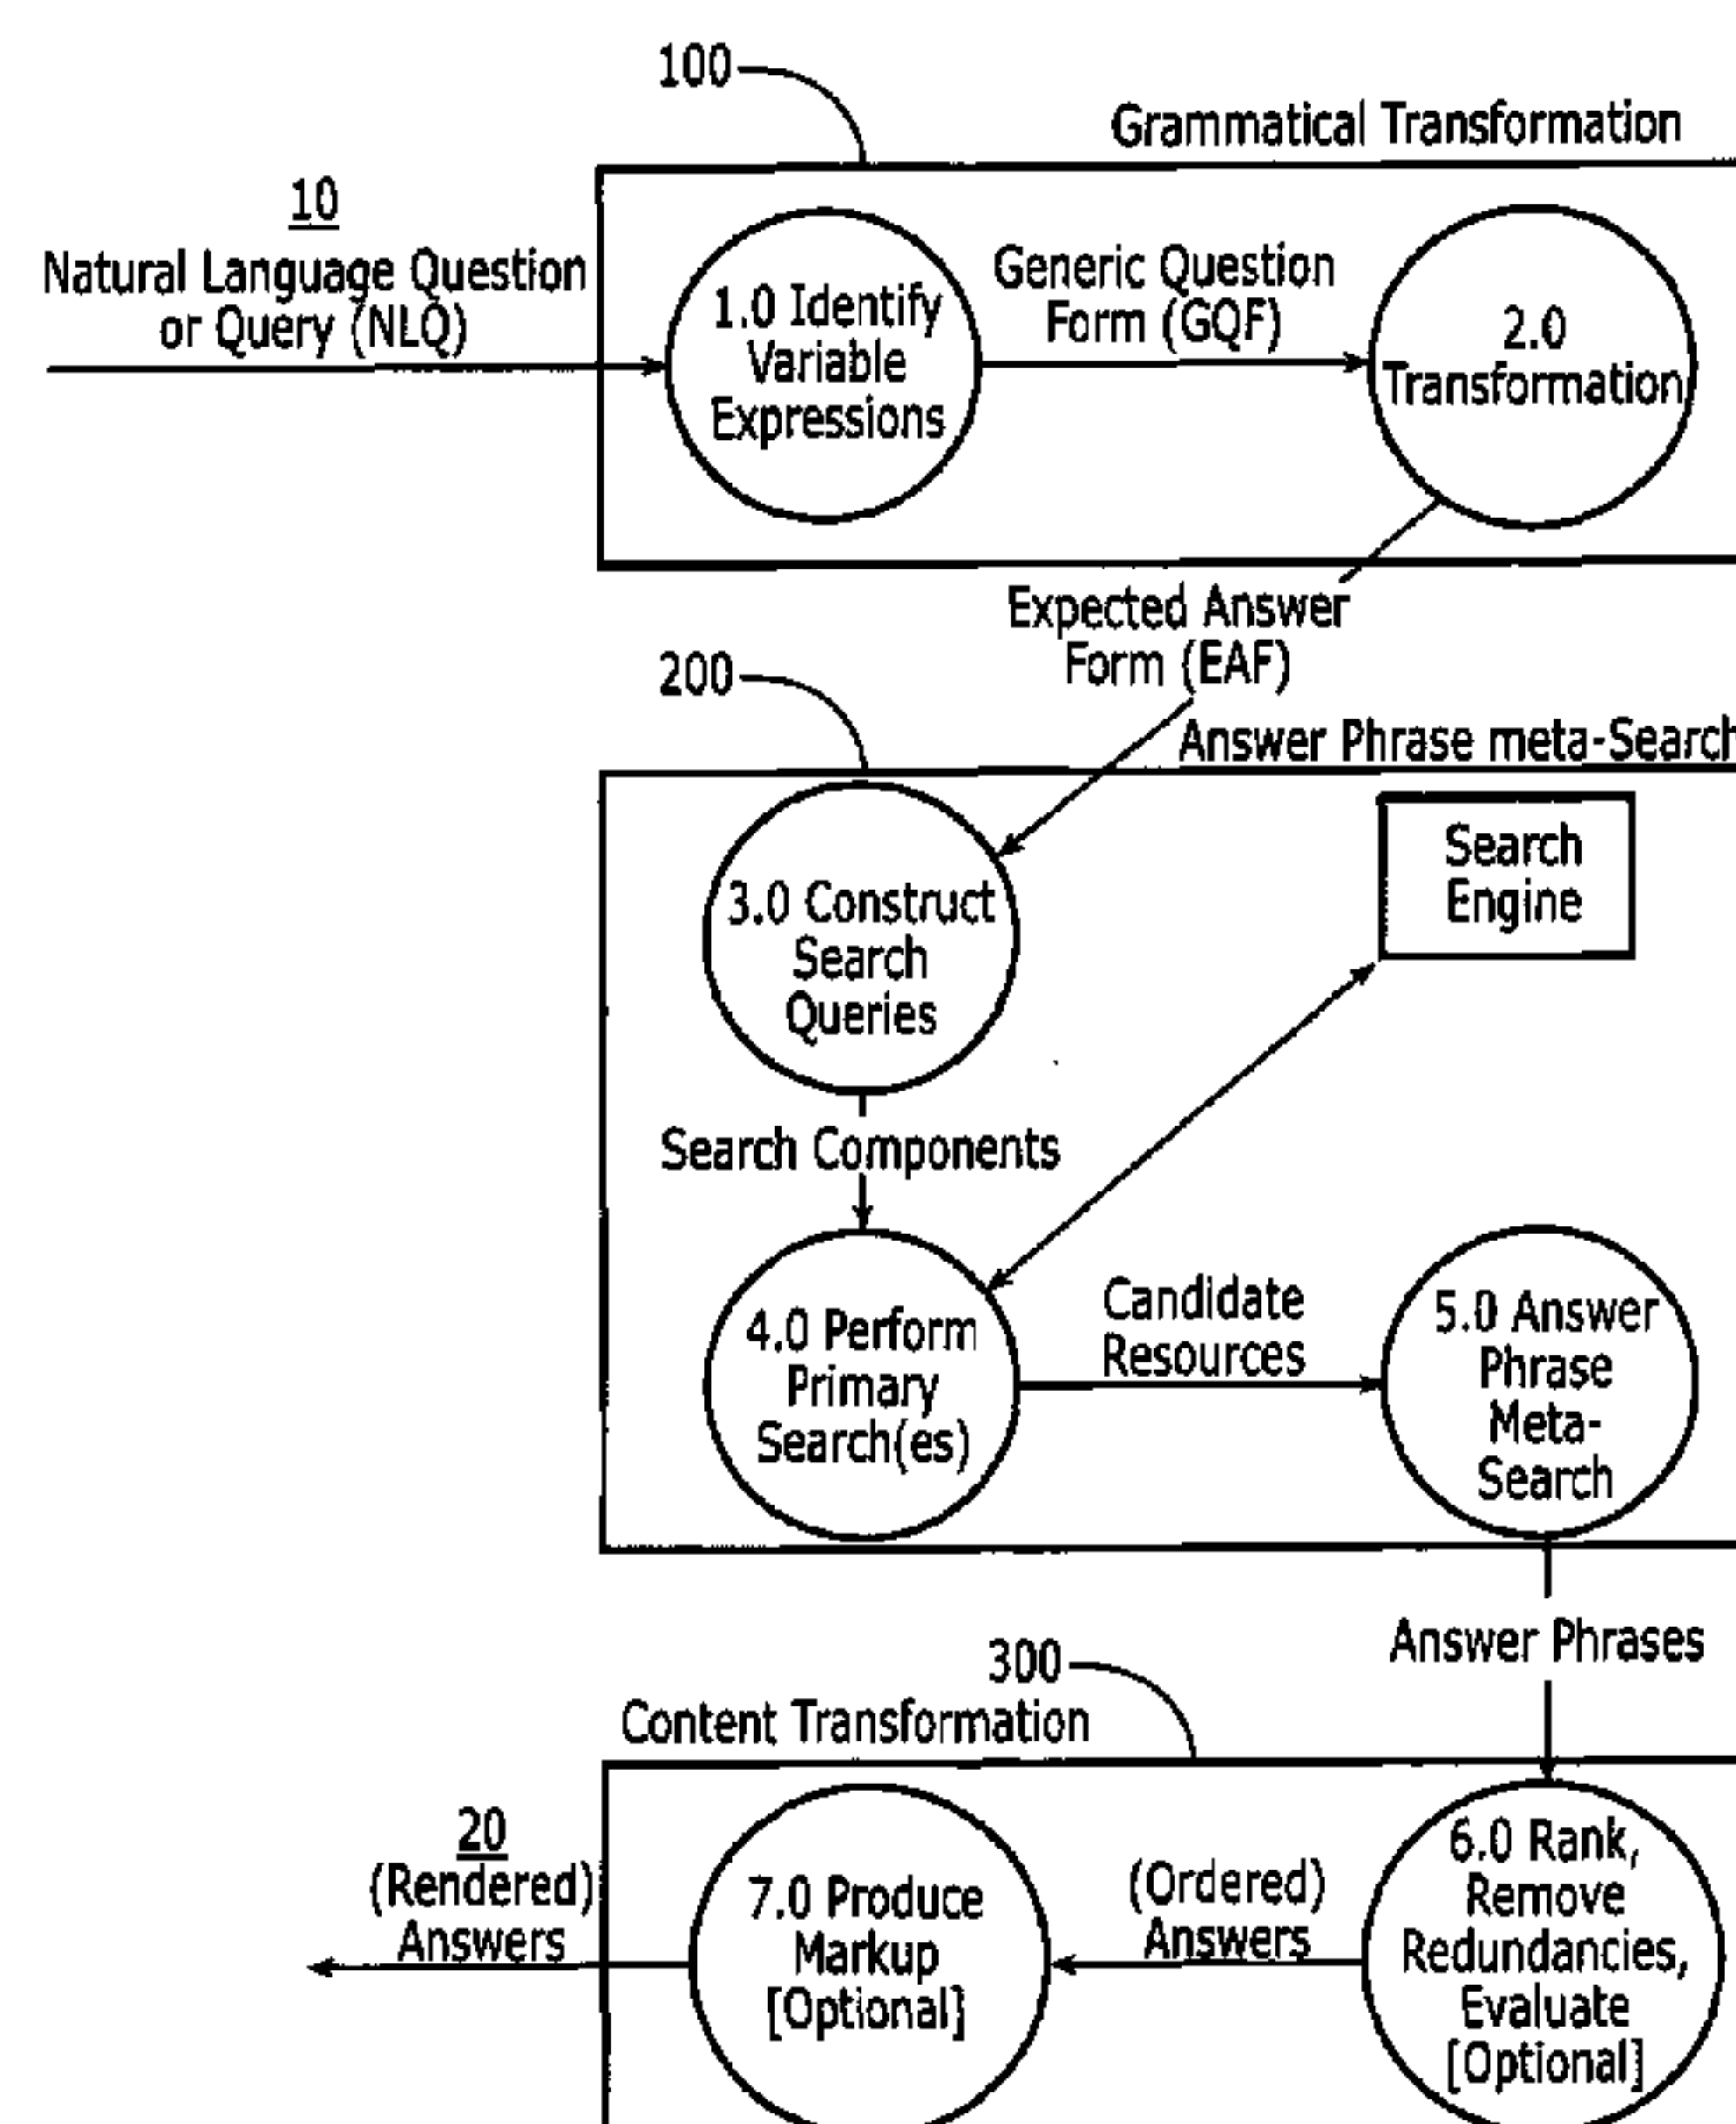 100
Grammatical Transformation
10
Natural Language Question
or Query (NLQ)
1.0 Identify
Variable
Expressions
Generic Question
Form (GQF)
2.0
Transformation
Expected Answer
Form (EAF)
200
Answer Phrase meta-Search
3.0 Construct
Search
Queries
Search
Engine
Search Components
4.0 Perform
Primary
Search(es)
Candidate
Resources
5.0 Answer
Phrase
Meta-
Search
Answer Phrases
300
Content Transformation
20
(Rendered)
Answers
7.0 Produce
Markup
[Optional]
(Ordered)
Answers
6.0 Rank,
Remove
Redundancies,
Evaluate
[Optional]